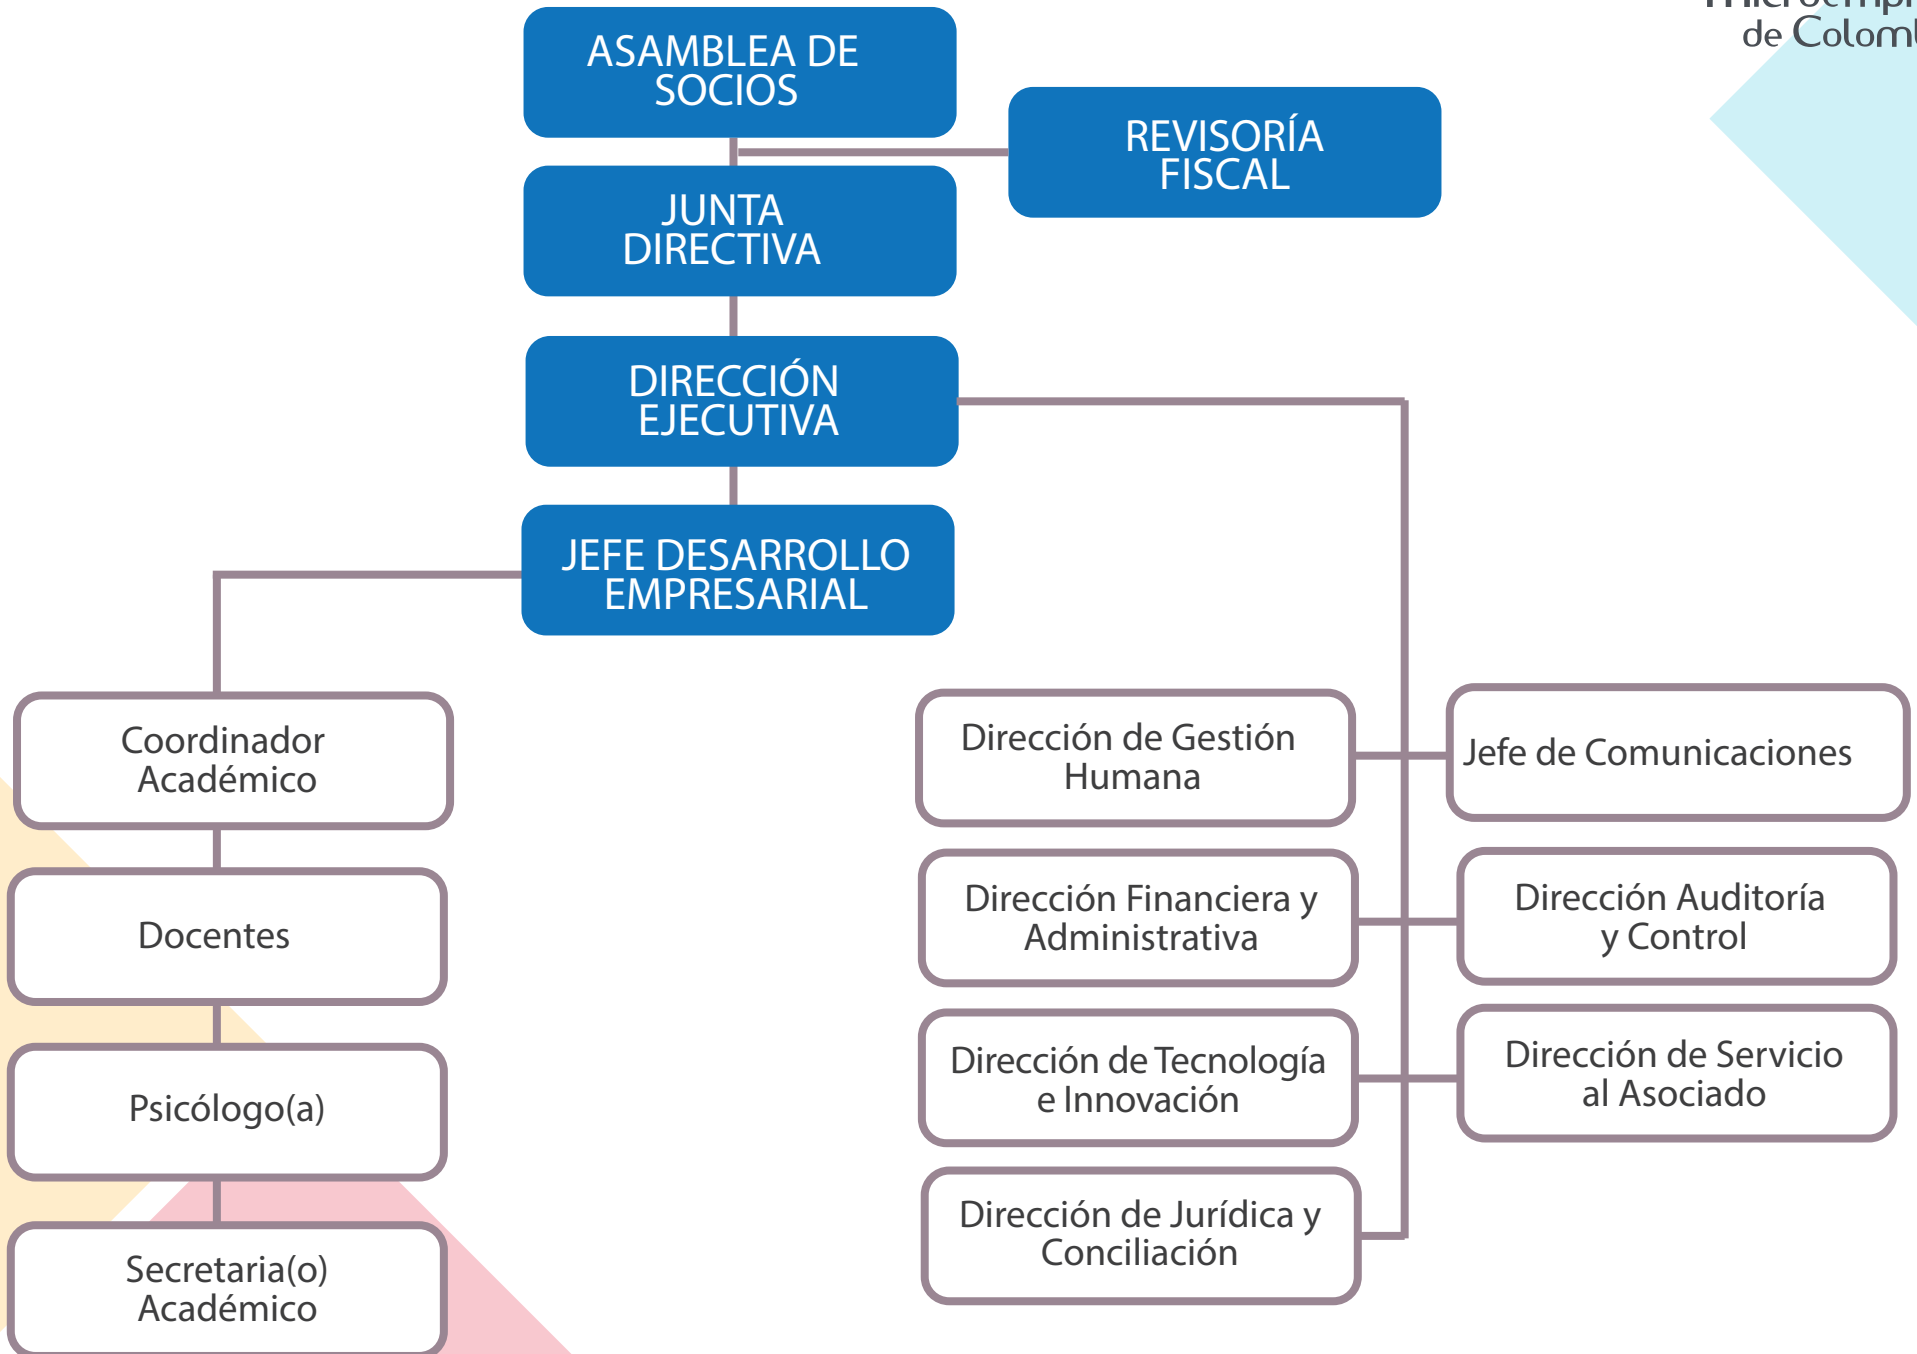 de
ASAMBLEA DE
SOCIOS
REVISORÍA
FISCAL
JUNTA
DIRECTIVA
DIRECCIÓN
EJECUTIVA
JEFE DESARROLLO
EMPRESARIAL
Coordinador
Académico
Docentes
Psicólogo(a)
Secretaria(o)
Académico
Dirección de Gestión
Humana
Jefe de Comunicaciones
Dirección Financiera y
Administrativa
Dirección Auditoría
y Control
Dirección de Tecnología
e Innovación
Dirección de Servicio
al Asociado
Dirección de Jurídica y
Conciliación